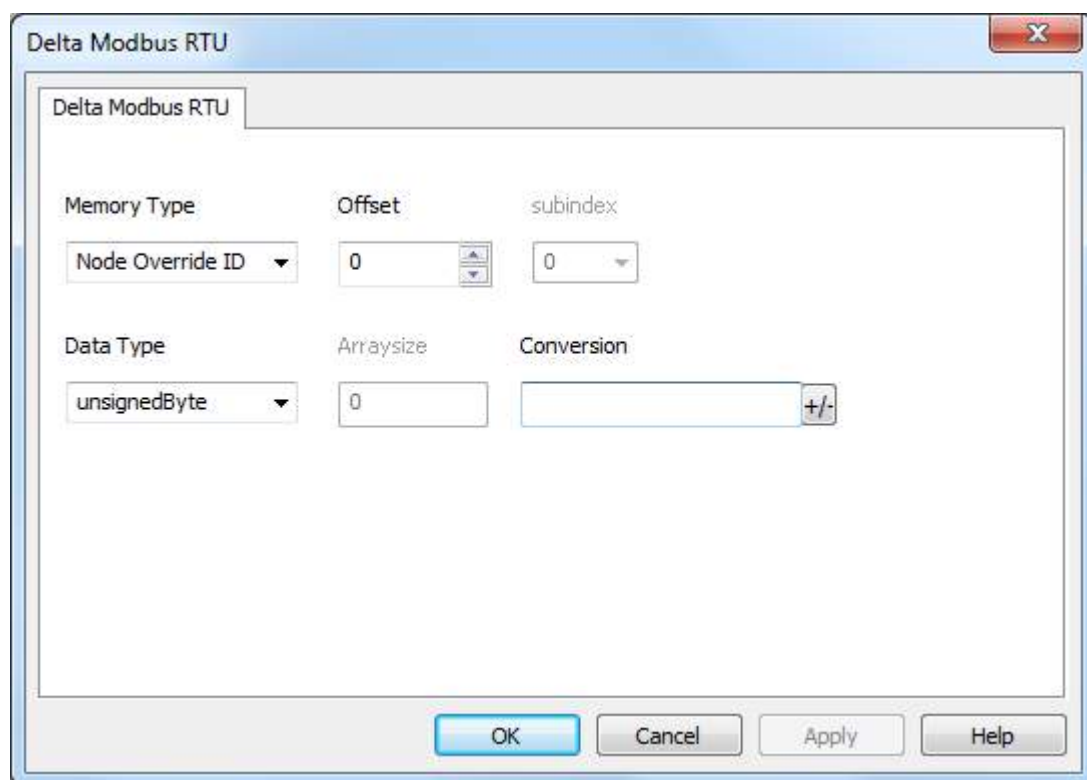 Delta Modbus RTU
Delta Modbus RTU
Memory Type Offset subindex
Node Override ID 0 0
Data Type Arraysize Conversion
unsignedByte 0 +/-
OK Cancel Apply Help